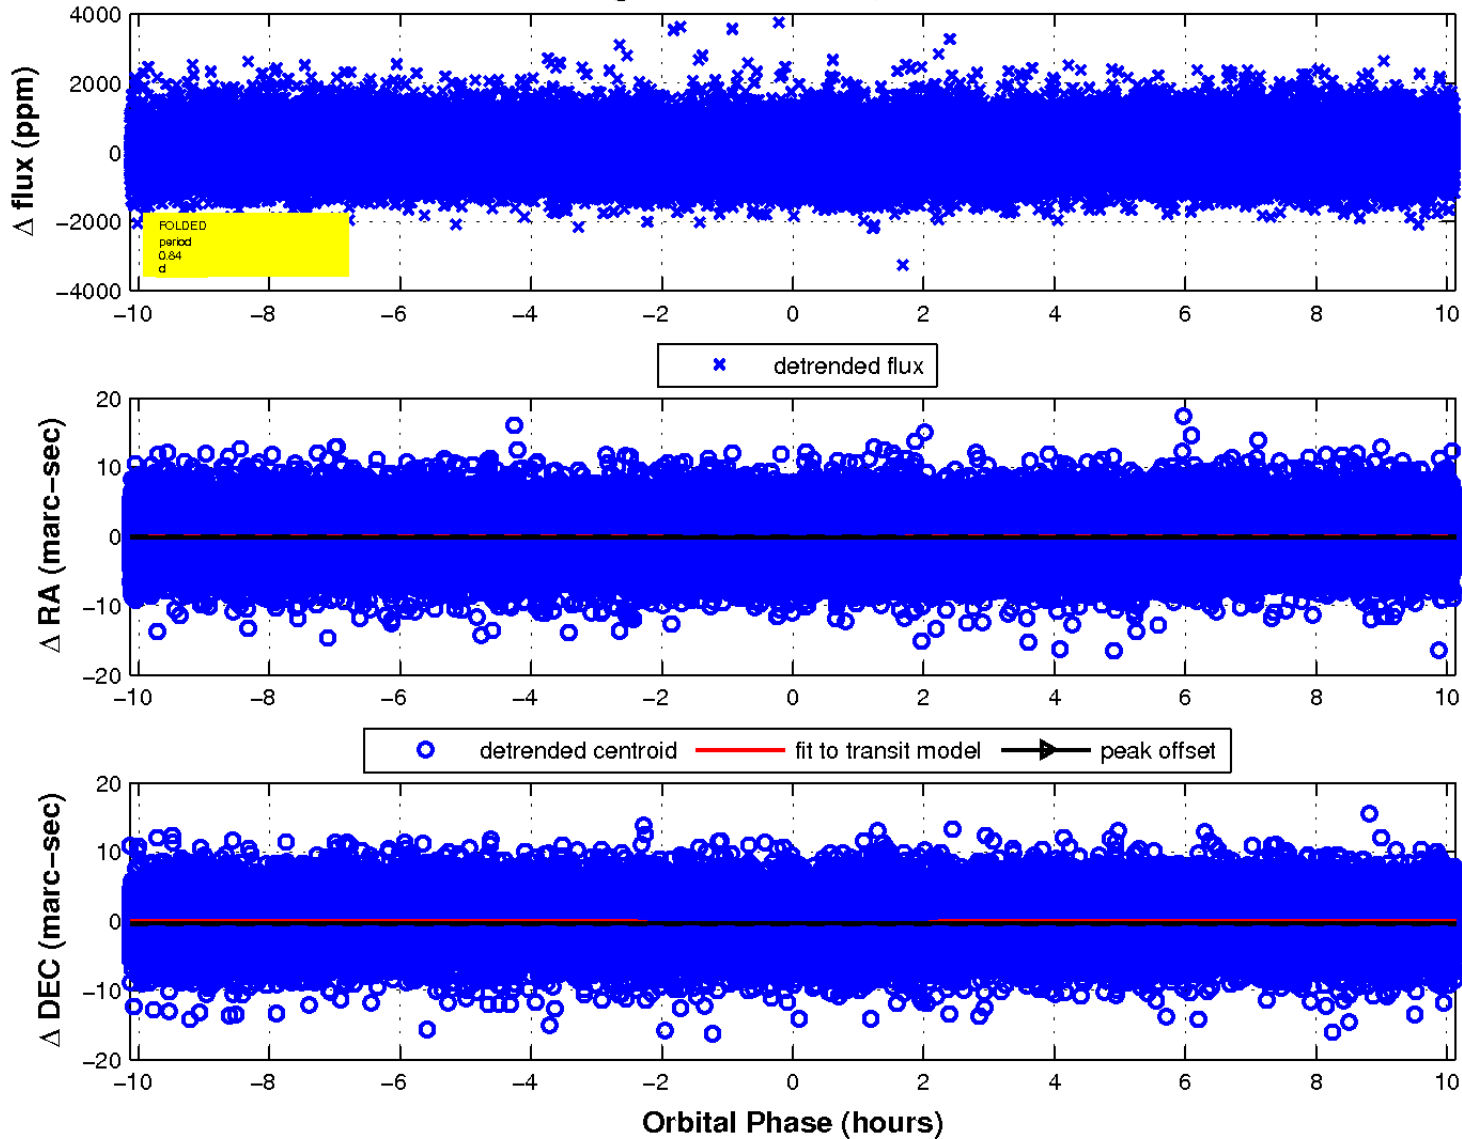 4000
2000
0
−2000
−4000
Δ flux (ppm)
FOLDED
period
0.84
d
−10 −8 −6 −4 −2 0 2 4 6 8 10
detrended flux
20
10
0
−10
−20
Δ RA (marc−sec)
−10 −8 −6 −4 −2 0 2 4 6 8 10
detrended centroid fit to transit model peak offset
20
10
0
−10
−20
Δ DEC (marc−sec)
−10 −8 −6 −4 −2 0 2 4 6 8 10
Orbital Phase (hours)